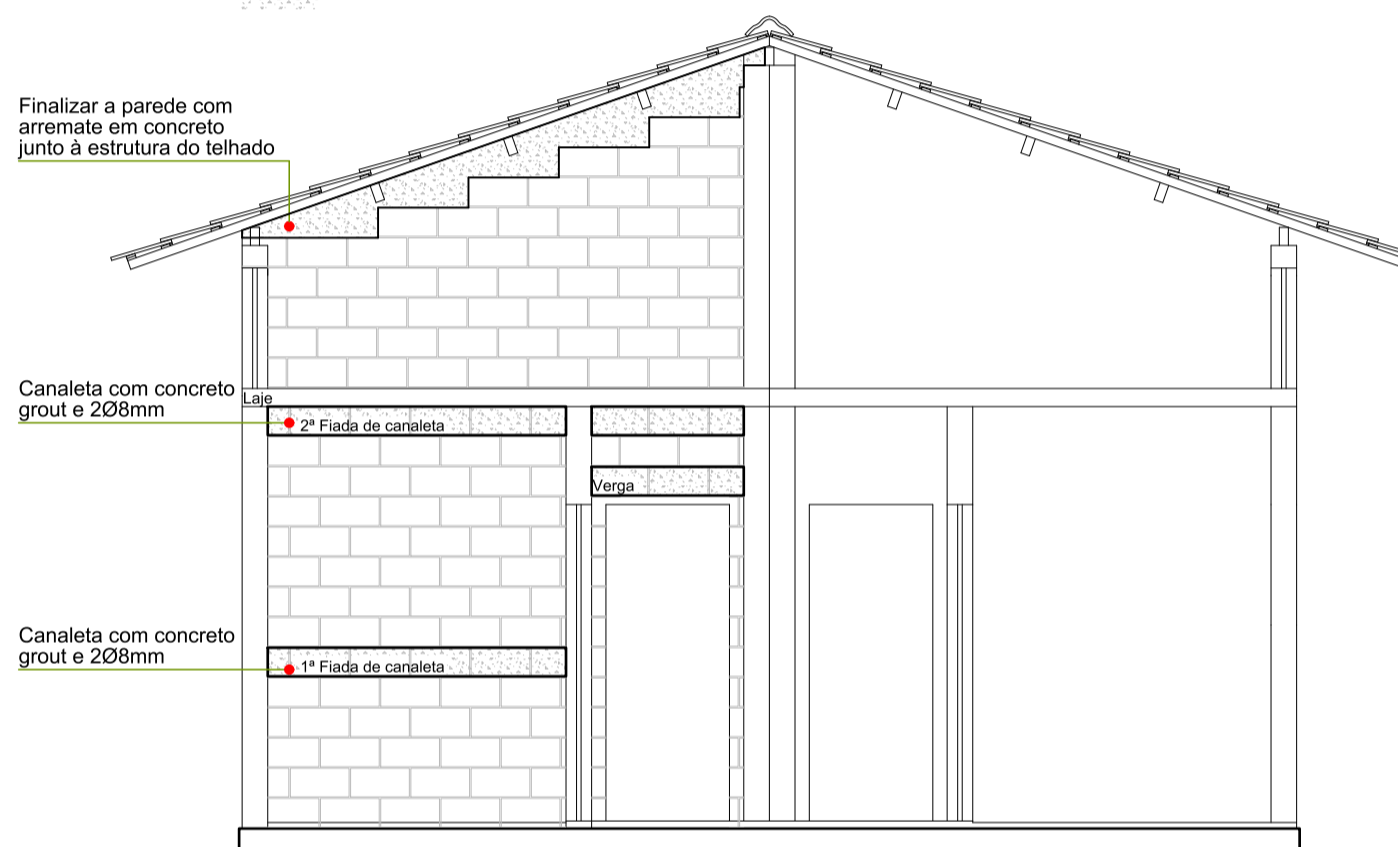 Finalizar a parede com
arremate em concreto
junto à estrutura do telhado
Canaleta com concreto
grout e 2Ø8mm
Laje
2ª Fiada de canaleta
Verga
Canaleta com concreto
grout e 2Ø8mm
1ª Fiada de canaleta